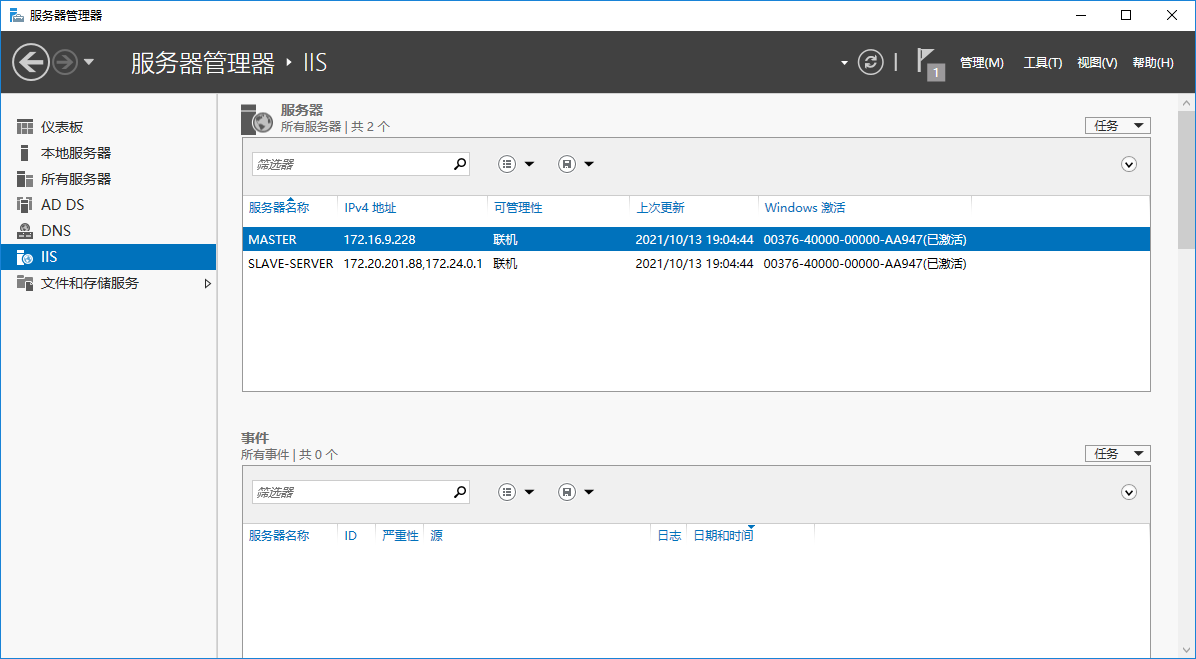 服务器管理器
服务器管理器 IIS
1 管理(M) 工具(T) 视图(V) 帮助(H)
仪表板
本地服务器
所有服务器
AD DS
DNS
IIS
文件和存储服务
服务器
所有服务器 | 共 2 个
任务
筛选器
服务器名称 IPv4 地址 可管理性 上次更新 Windows 激活
MASTER 172.16.9.228 联机 2021/10/13 19:04:44 00376-40000-00000-AA947(已激活)
SLAVE-SERVER 172.20.201.88,172.24.0.1 联机 2021/10/13 19:04:44 00376-40000-00000-AA947(已激活)
事件
所有事件 | 共 0 个
任务
筛选器
服务器名称 ID 严重性 源 日志 日期和时间